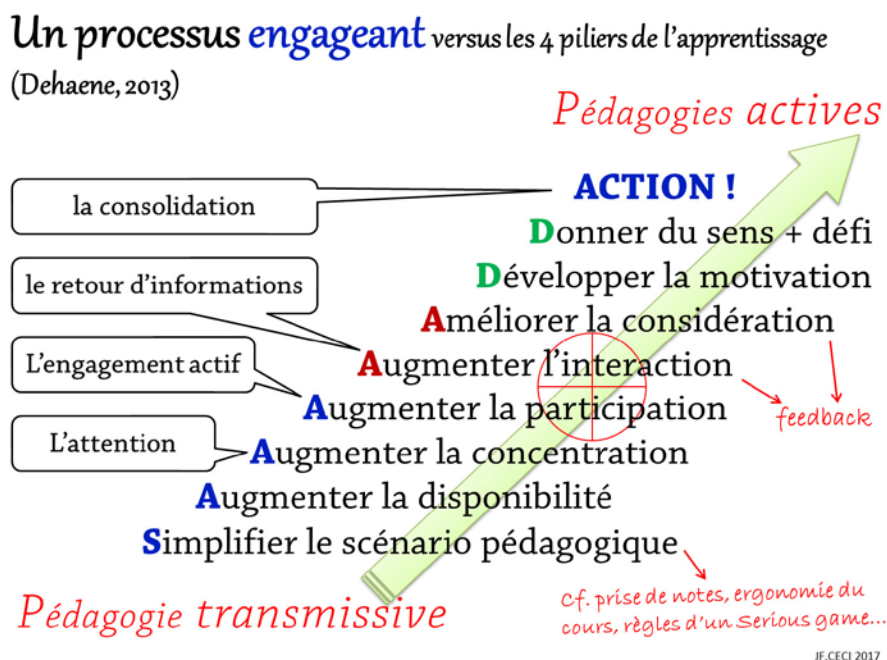 Un processus engageant versus les 4 piliers de l'apprentissage
(Dehaene, 2013)
Pédagogies actives
la consolidation
ACTION !
Donner du sens + défi
Développer la motivation
le retour d'informations
Améliorer la considération
Augmenter l'interaction
L'engagement actif
Augmenter la participation
feedback
L'attention
Augmenter la concentration
Augmenter la disponibilité
Simplifier le scénario pédagogique
Pédagogie transmissive
Cf. prise de notes, ergonomie du
cours, règles d'un Serious game...
JF.CECI 2017